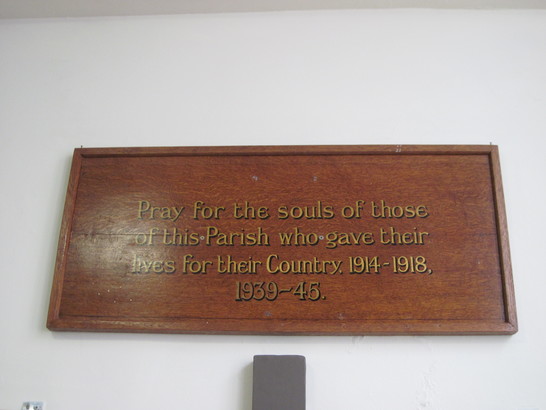 Pray for the souls of those
of this Parish who gave their
lives for their Country, 1914-1918,
1939-45.